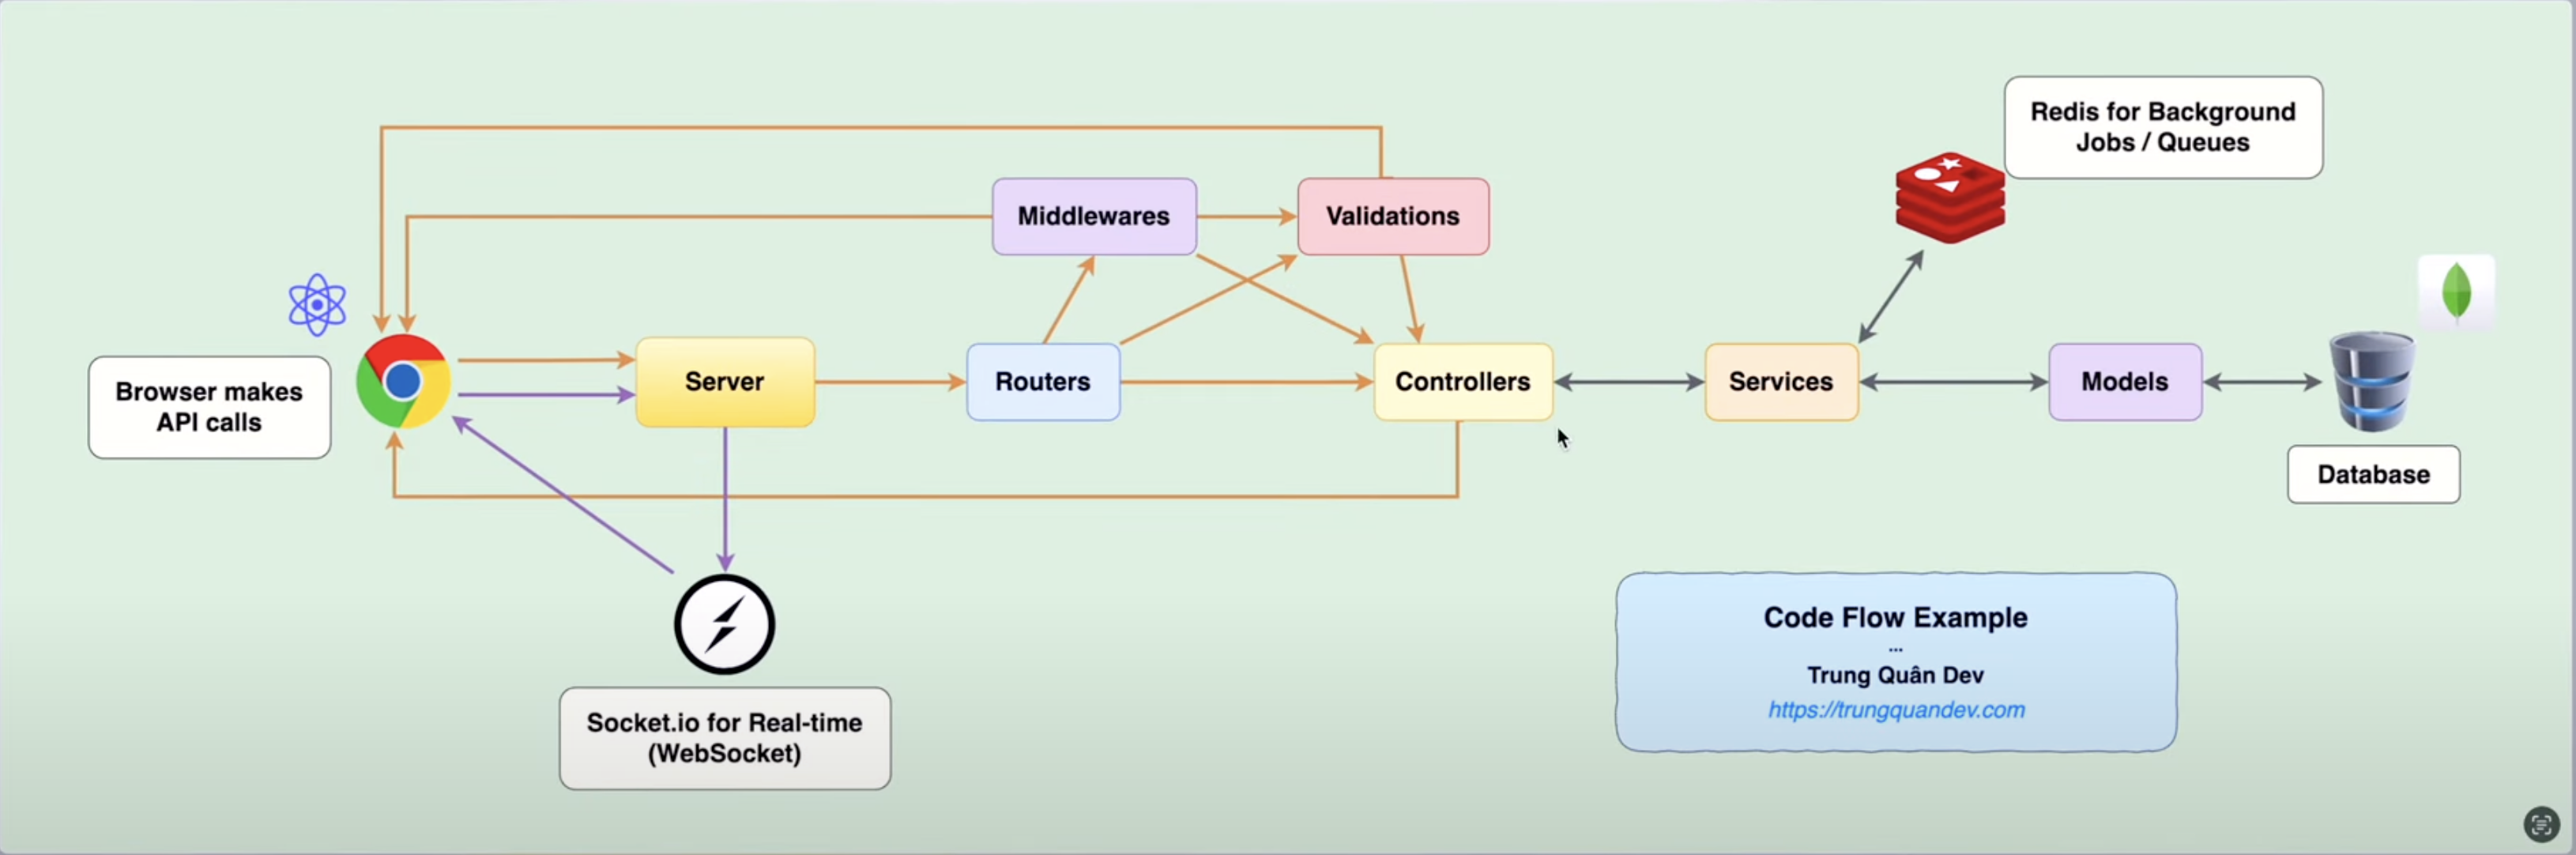 Redis for Background
Jobs / Queues
Middlewares
Validations
Browser makes
API calls
Server
Routers
Controllers
Services
Models
Database
Socket.io for Real-time
(WebSocket)
Code Flow Example
...
Trung Quân Dev
https://trungquandev.com